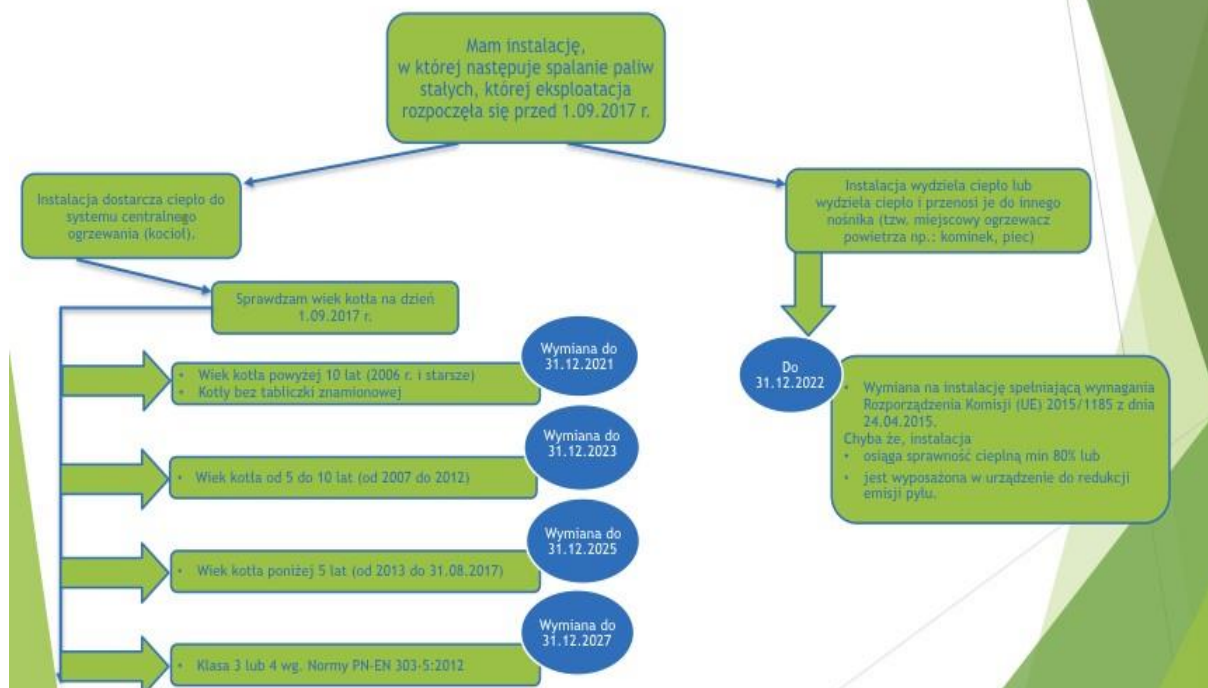 Mam instalację,
w której następuje spalanie paliw
stałych, której eksploatacja
rozpoczęła się przed 1.09.2017 r.
Instalacja dostarcza ciepło do
systemu centralnego
ogrzewania (kocioł).
Sprawdzam wiek kotła na dzień
1.09.2017 r.
Wymiana do
31.12.2021
• Wiek kotła powyżej 10 lat (2006 r. i starsze)
• Kotły bez tabliczki znamionowej
Wymiana do
31.12.2023
• Wiek kotła od 5 do 10 lat (od 2007 do 2012)
Wymiana do
31.12.2025
• Wiek kotła poniżej 5 lat (od 2013 do 31.08.2017)
Wymiana do
31.12.2027
• Klasa 3 lub 4 wg. Normy PN-EN 303-5:2012
Instalacja wydziela ciepło lub
wydziela ciepło i przenosi je do innego
nośnika (tzw. miejscowy ogrzewacz
powietrza np.: kominek, piec)
Do
31.12.2022
• Wymiana na instalację spełniającą wymagania
Rozporządzenia Komisji (UE) 2015/1185 z dnia
24.04.2015.
Chyba że, instalacja
• osiąga sprawność cieplną min 80% lub
• jest wyposażona w urządzenie do redukcji
emisji pyłu.